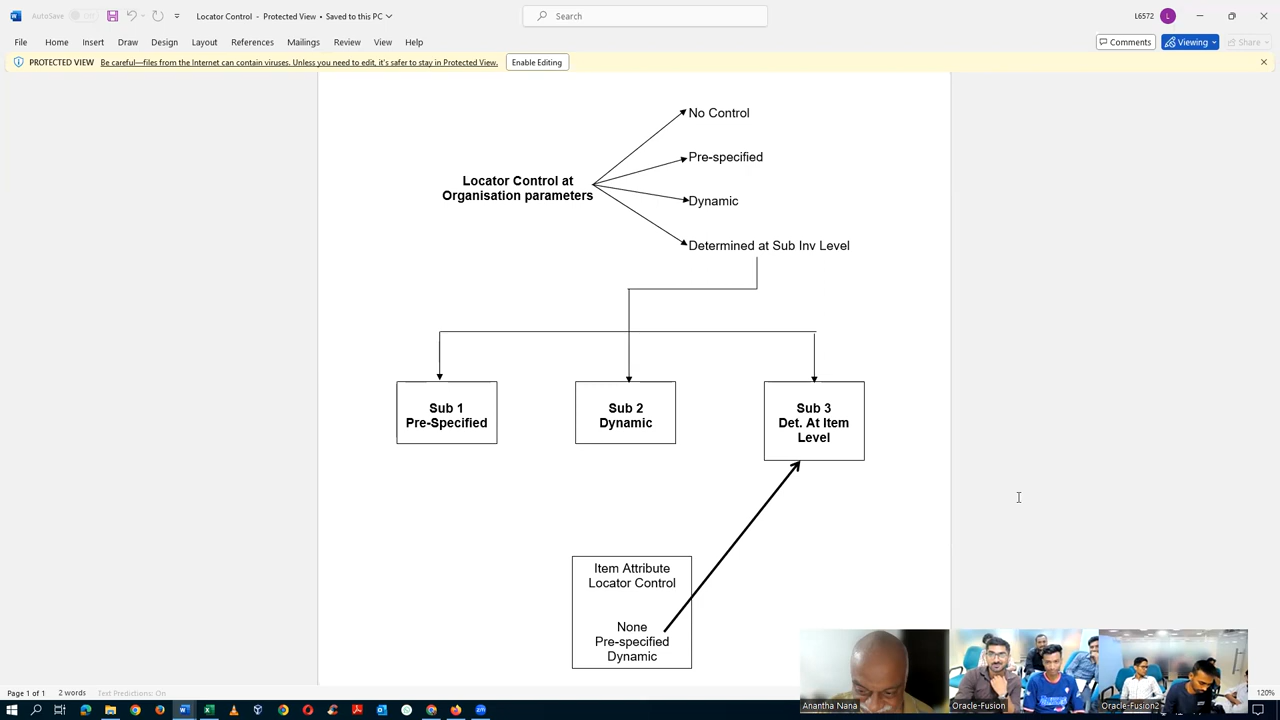 AutoSave
Off
Locator Control - Protected View • Saved to this PC
Search
L6572
L
File
Home
Insert
Draw
Design
Layout
References
Mailings
Review
View
Help
Comments
Viewing
Share
PROTECTED VIEW
Be careful—files from the Internet can contain viruses. Unless you need to edit, it's safer to stay in Protected View.
Enable Editing
No Control
Pre-specified
Locator Control at
Organisation parameters
Dynamic
Determined at Sub Inv Level
Sub 1
Pre-Specified
Sub 2
Dynamic
Sub 3
Det. At Item
Level
Item Attribute
Locator Control
None
Pre-specified
Dynamic
Anantha Nana
Oracle-Fusion
Oracle-Fusion2
Page 1 of 1
2 words
Text Predictions: On
120%